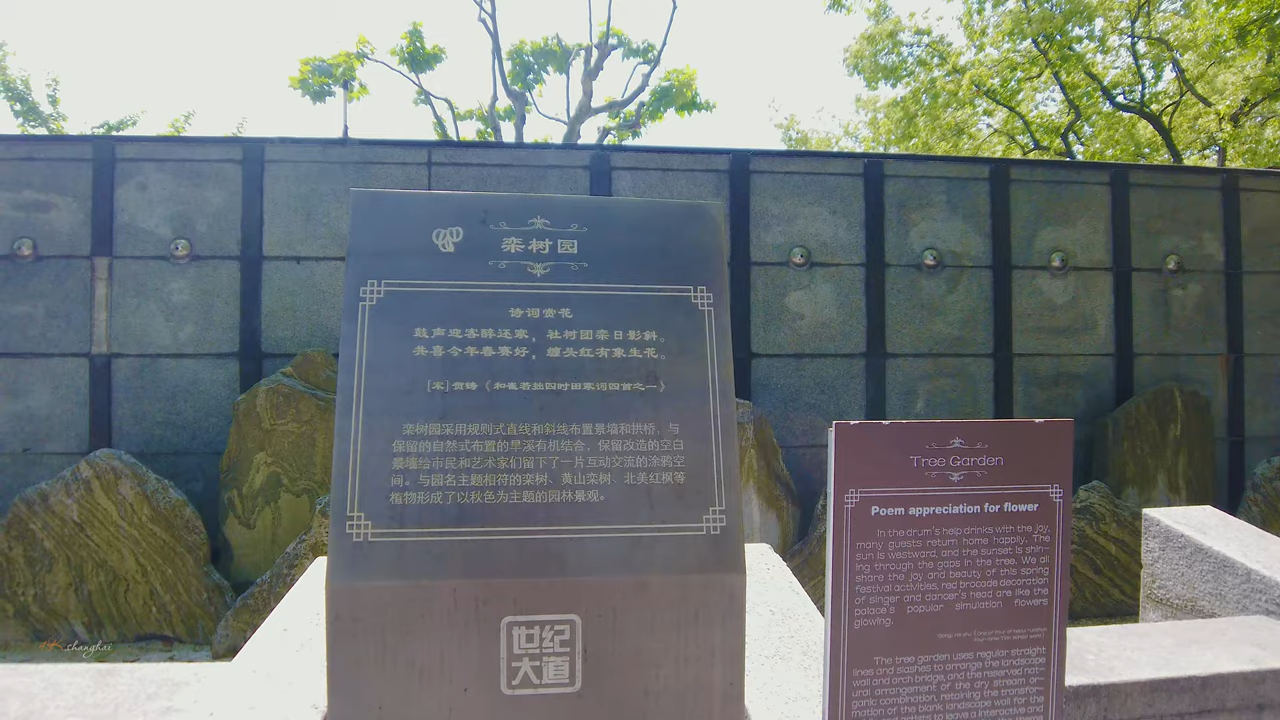 栾树园
诗词赏花
鼓声迎客醉还家，社村团栾日影斜。
共喜今年春赛好，缠头红有象生花。
[宋] 贺铸《和崔若拙四时田家词四首之一》
栾树园采用规则式直线和斜线布置景墙和拱桥，与
保留的自然式布置的旱溪有机结合，保留改造的空白
景墙给市民和艺术家们留下了一片互动交流的涂鸦空
间。与园名主题相符的栾树、黄山栾树、北美红枫等
植物形成了以秋色为主题的园林景观。
世纪
大道
Tree Garden
Poem appreciation for flower
In the drum's help drinks with the joy,
many guests return home happily. The
sun is westward, and the sunset is shin-
ing through the gaps in the tree. We all
share the joy and beauty of this spring
festival activities, red brocade decoration
of singer and dancer's head are like the
palace's popular simulation flowers
glowing.
The tree garden uses regular straight
lines and slashes to arrange the landscape
wall and arch bridge, and the reserved nat-
ural arrangement of the dry stream or-
ganic combination, retaining the transfor-
mation of the blank landscape wall for the
and artists to leave a interactive and
shanghai